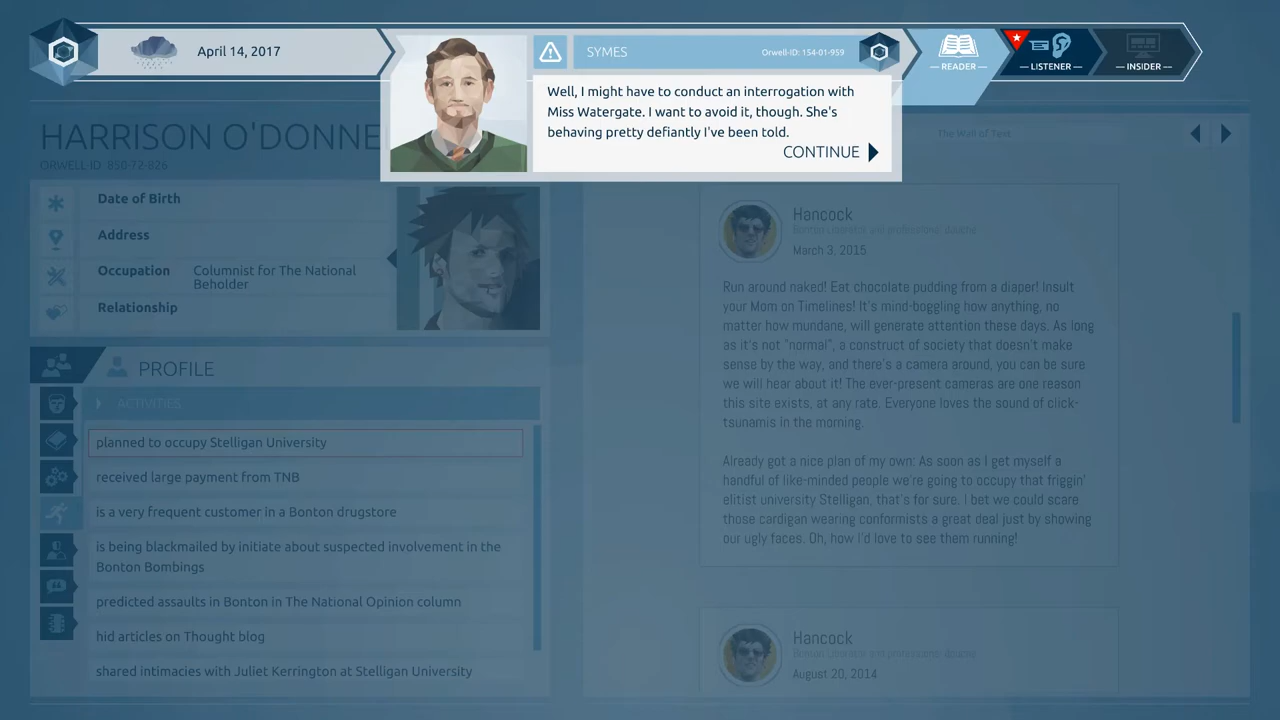 April 14, 2017
SYMES
Orwell-ID: 154-01-959
Well, I might have to conduct an interrogation with
Miss Watergate. I want to avoid it, though. She's
behaving pretty defiantly I've been told.
CONTINUE
— READER —
— LISTENER —
— INSIDER —
HARRISON O'DONNE
ORWELL ID 850-72-826
Date of Birth
Address
Occupation Columnist for The National
Beholder
Relationship
PROFILE
ACTIVITIES
planned to occupy Stelligan University
received large payment from TNB
is a very frequent customer in a Bonton drugstore
is being blackmailed by initiate about suspected involvement in the
Bonton Bombings
predicted assaults in Bonton in The National Opinion column
hid articles on Thought blog
shared intimacies with Juliet Kerrington at Stelligan University
The Wall of Text
Hancock
March 3, 2015
Run around naked! Eat chocolate pudding from a diaper! Insult
your Mom on Timelines! It's mind-boggling how anything, no
matter how mundane, will generate attention these days. As long
as it's not "normal", a construct of society that doesn't make
sense by the way, and there's a camera around, you can be sure
we will hear about it! The ever-present cameras are one reason
this site exists, at any rate. Everyone loves the sound of click-
tsunamis in the morning.
Already got a nice plan of my own: As soon as I get myself a
handful of like-minded people we're going to occupy that friggin'
elitist university Stelligan, that's for sure. I bet we could scare
those cardigan wearing conformists a great deal just by showing
our ugly faces. Oh, how I'd love to see them running!
Hancock
August 20, 2014